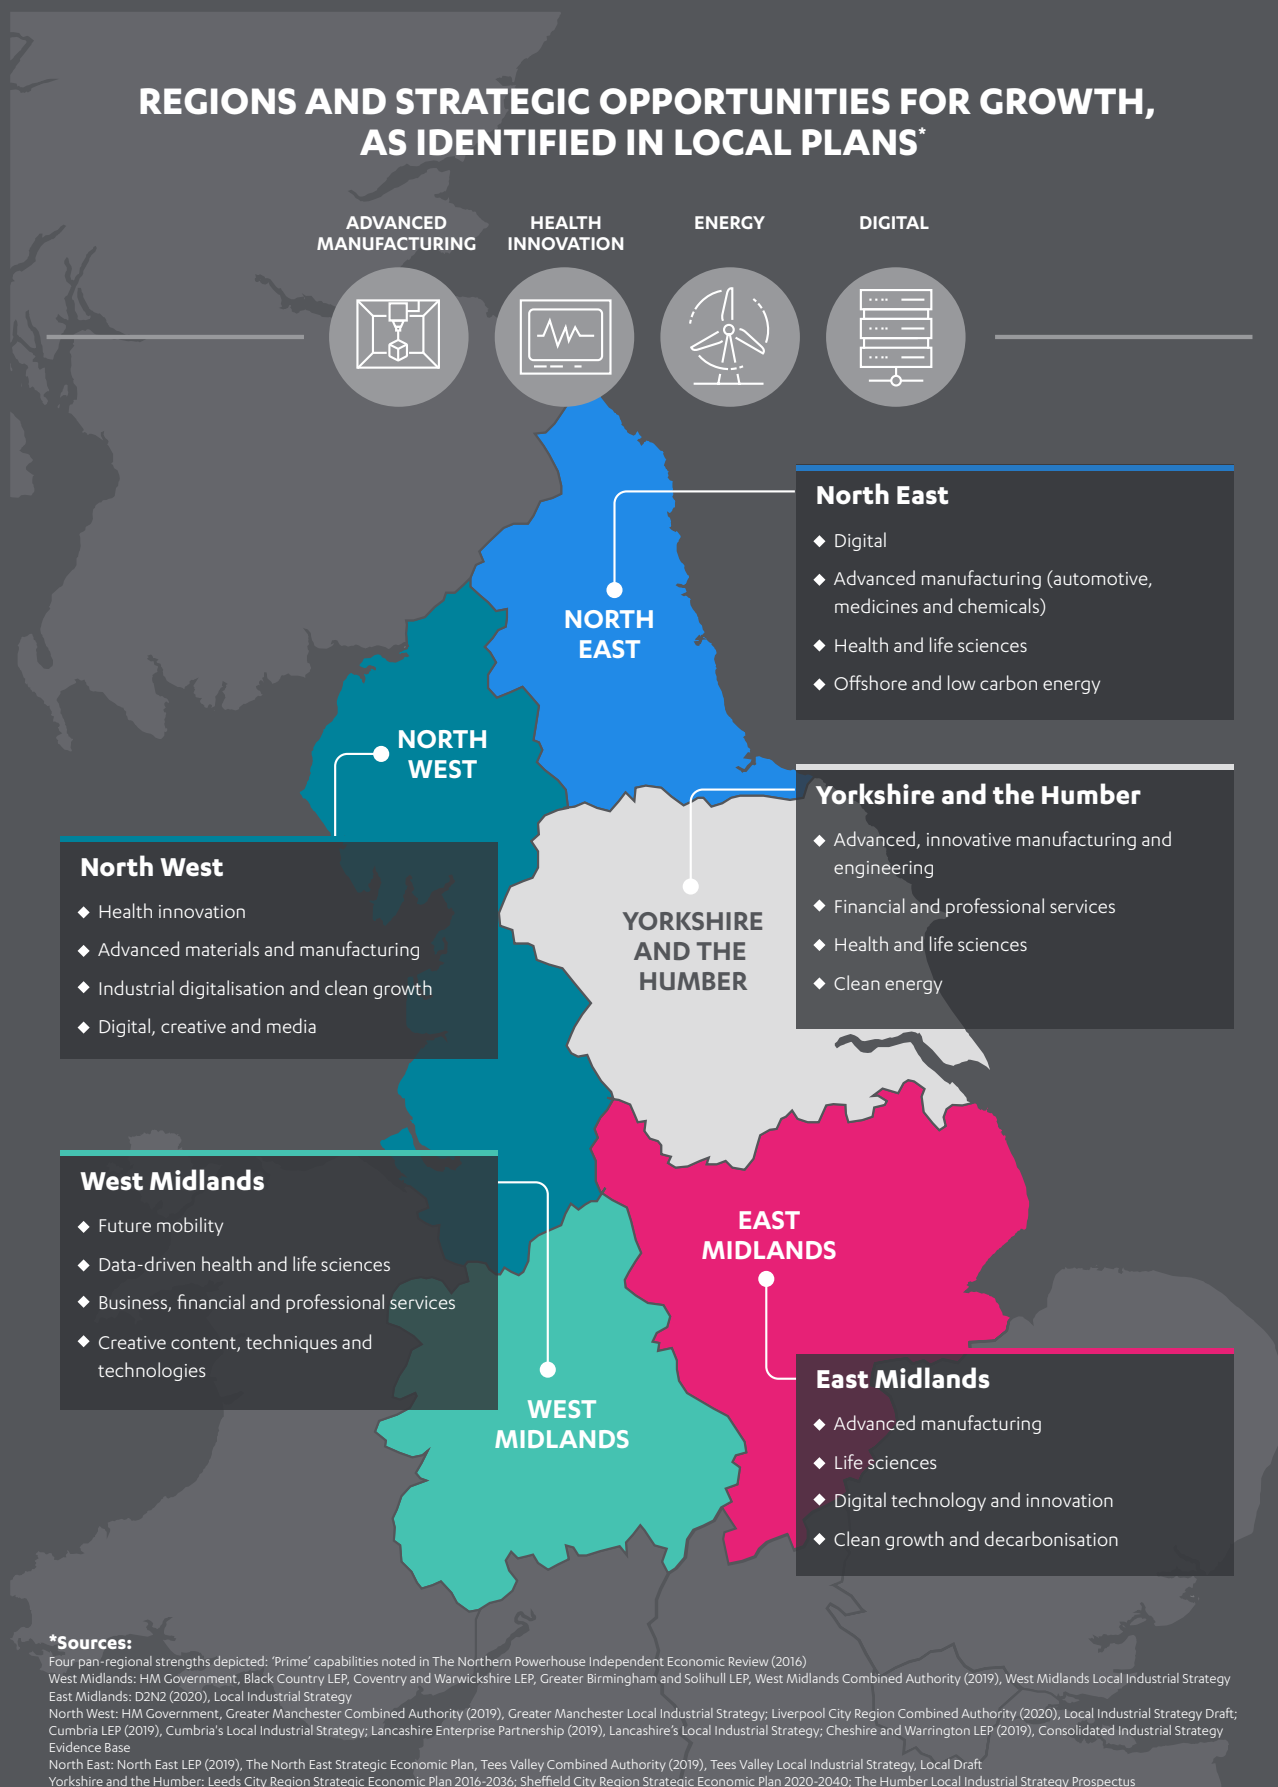 REGIONS AND STRATEGIC OPPORTUNITIES FOR GROWTH,
AS IDENTIFIED IN LOCAL PLANS*
ADVANCED
MANUFACTURING
HEALTH
INNOVATION
ENERGY
DIGITAL
North East
◆ Digital
◆ Advanced manufacturing (automotive,
medicines and chemicals)
◆ Health and life sciences
◆ Offshore and low carbon energy
NORTH
EAST
NORTH
WEST
Yorkshire and the Humber
◆ Advanced, innovative manufacturing and
engineering
◆ Financial and professional services
◆ Health and life sciences
◆ Clean energy
North West
◆ Health innovation
◆ Advanced materials and manufacturing
◆ Industrial digitalisation and clean growth
◆ Digital, creative and media
YORKSHIRE
AND THE
HUMBER
West Midlands
◆ Future mobility
◆ Data-driven health and life sciences
◆ Business, financial and professional services
◆ Creative content, techniques and
technologies
EAST
MIDLANDS
WEST
MIDLANDS
East Midlands
◆ Advanced manufacturing
◆ Life sciences
◆ Digital technology and innovation
◆ Clean growth and decarbonisation
*Sources:
Four pan-regional strengths depicted: ‘Prime’ capabilities noted in The Northern Powerhouse Independent Economic Review (2016)
West Midlands: HM Government, Black Country LEP, Coventry and Warwickshire LEP, Greater Birmingham and Solihull LEP, West Midlands Combined Authority (2019), West Midlands Local Industrial Strategy
East Midlands: D2N2 (2020), Local Industrial Strategy
North West: HM Government, Greater Manchester Combined Authority (2019), Greater Manchester Local Industrial Strategy; Liverpool City Region Combined Authority (2020), Local Industrial Strategy Draft;
Cumbria LEP (2019), Cumbria's Local Industrial Strategy; Lancashire Enterprise Partnership (2019), Lancashire’s Local Industrial Strategy; Cheshire and Warrington LEP (2019), Consolidated Industrial Strategy
Evidence Base
North East: North East LEP (2019), The North East Strategic Economic Plan, Tees Valley Combined Authority (2019), Tees Valley Local Industrial Strategy, Local Draft
Yorkshire and the Humber: Leeds City Region Strategic Economic Plan 2016-2036; Sheffield City Region Strategic Economic Plan 2020-2040; The Humber Local Industrial Strategy Prospectus